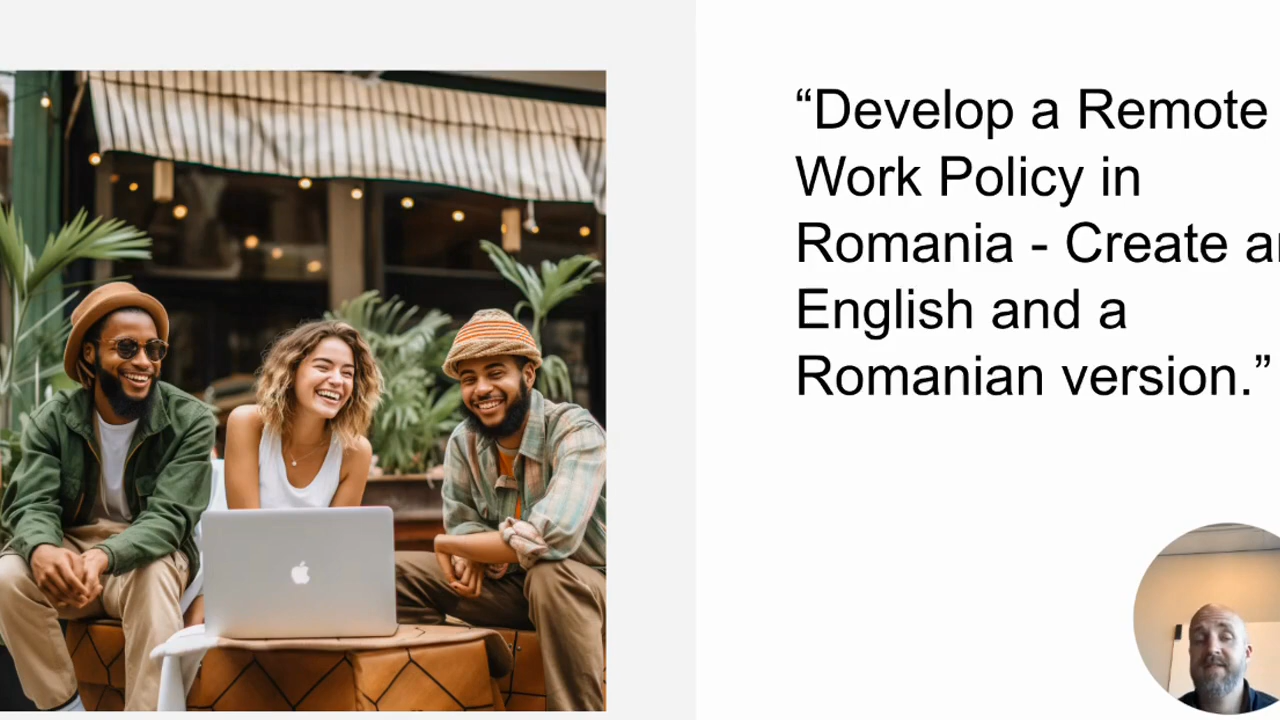 “Develop a Remote
Work Policy in
Romania - Create a
English and a
Romanian version.”